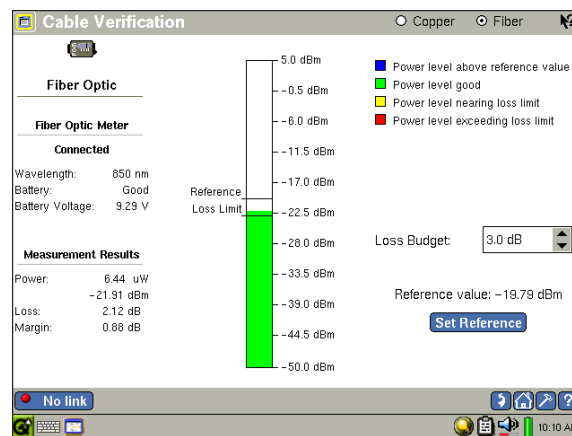 Cable Verification
Copper
Fiber
Fiber Optic
Fiber Optic Meter
Connected
Wavelength: 850 nm
Battery: Good
Battery Voltage: 9.29 V
Measurement Results
Power: 6.44 uW
-21.91 dBm
Loss: 2.12 dB
Margin: 0.88 dB
Reference
Loss Limit
5.0 dBm
-0.5 dBm
-6.0 dBm
-11.5 dBm
-17.0 dBm
-22.5 dBm
-28.0 dBm
-33.5 dBm
-39.0 dBm
-44.5 dBm
-50.0 dBm
Power level above reference value
Power level good
Power level nearing loss limit
Power level exceeding loss limit
Loss Budget: 3.0 dB
Reference value: -19.79 dBm
Set Reference
No link
?
10:10